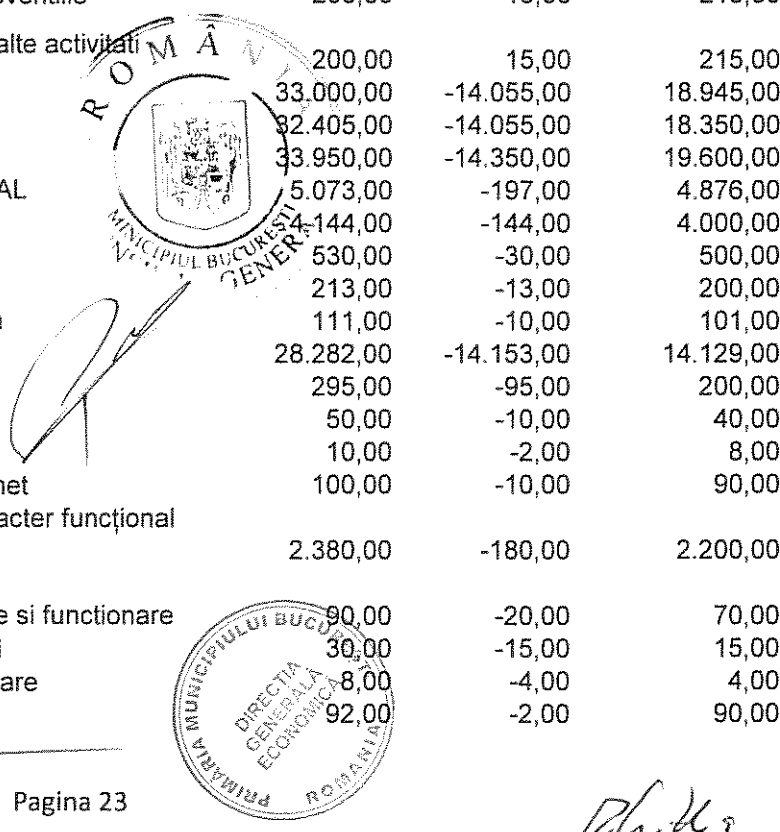 alte activitati
200,00 15,00 215,00
33.000,00 -14.055,00 18.945,00
32.405,00 -14.055,00 18.350,00
33.950,00 -14.350,00 19.600,00
AL 5.073,00 -197,00 4.876,00
4.144,00 -144,00 4.000,00
530,00 -30,00 500,00
213,00 -13,00 200,00
111,00 -10,00 101,00
28.282,00 -14.153,00 14.129,00
295,00 -95,00 200,00
50,00 -10,00 40,00
10,00 -2,00 8,00
net 100,00 -10,00 90,00
acter funcțional
2.380,00 -180,00 2.200,00
e si functionare 90,00 -20,00 70,00
i 30,00 -15,00 15,00
are 8,00 -4,00 4,00
92,00 -2,00 90,00
Pagina 23
ROMÂNIA
MUNICIPIUL BUCUREȘTI
GENERA
PRIMĂRIA MUNICIPIULUI BUCUREȘTI
ROMANIA
DIRECȚIA
GENERALĂ
ECONOMICĂ